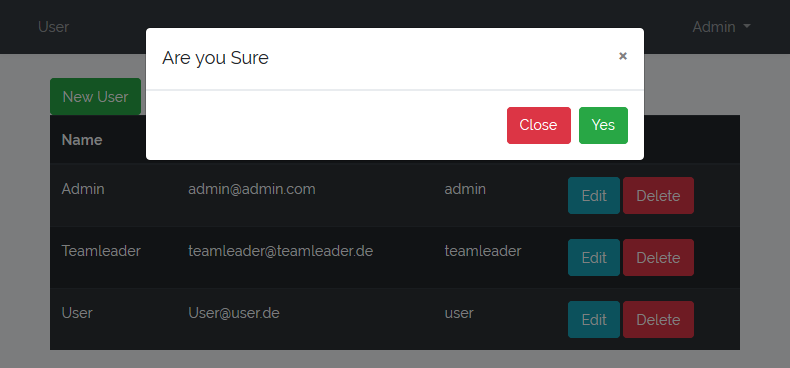 User Admin
Are you Sure ×
New User
Close Yes
Name
Admin admin@admin.com admin Edit Delete
Teamleader teamleader@teamleader.de teamleader Edit Delete
User User@user.de user Edit Delete